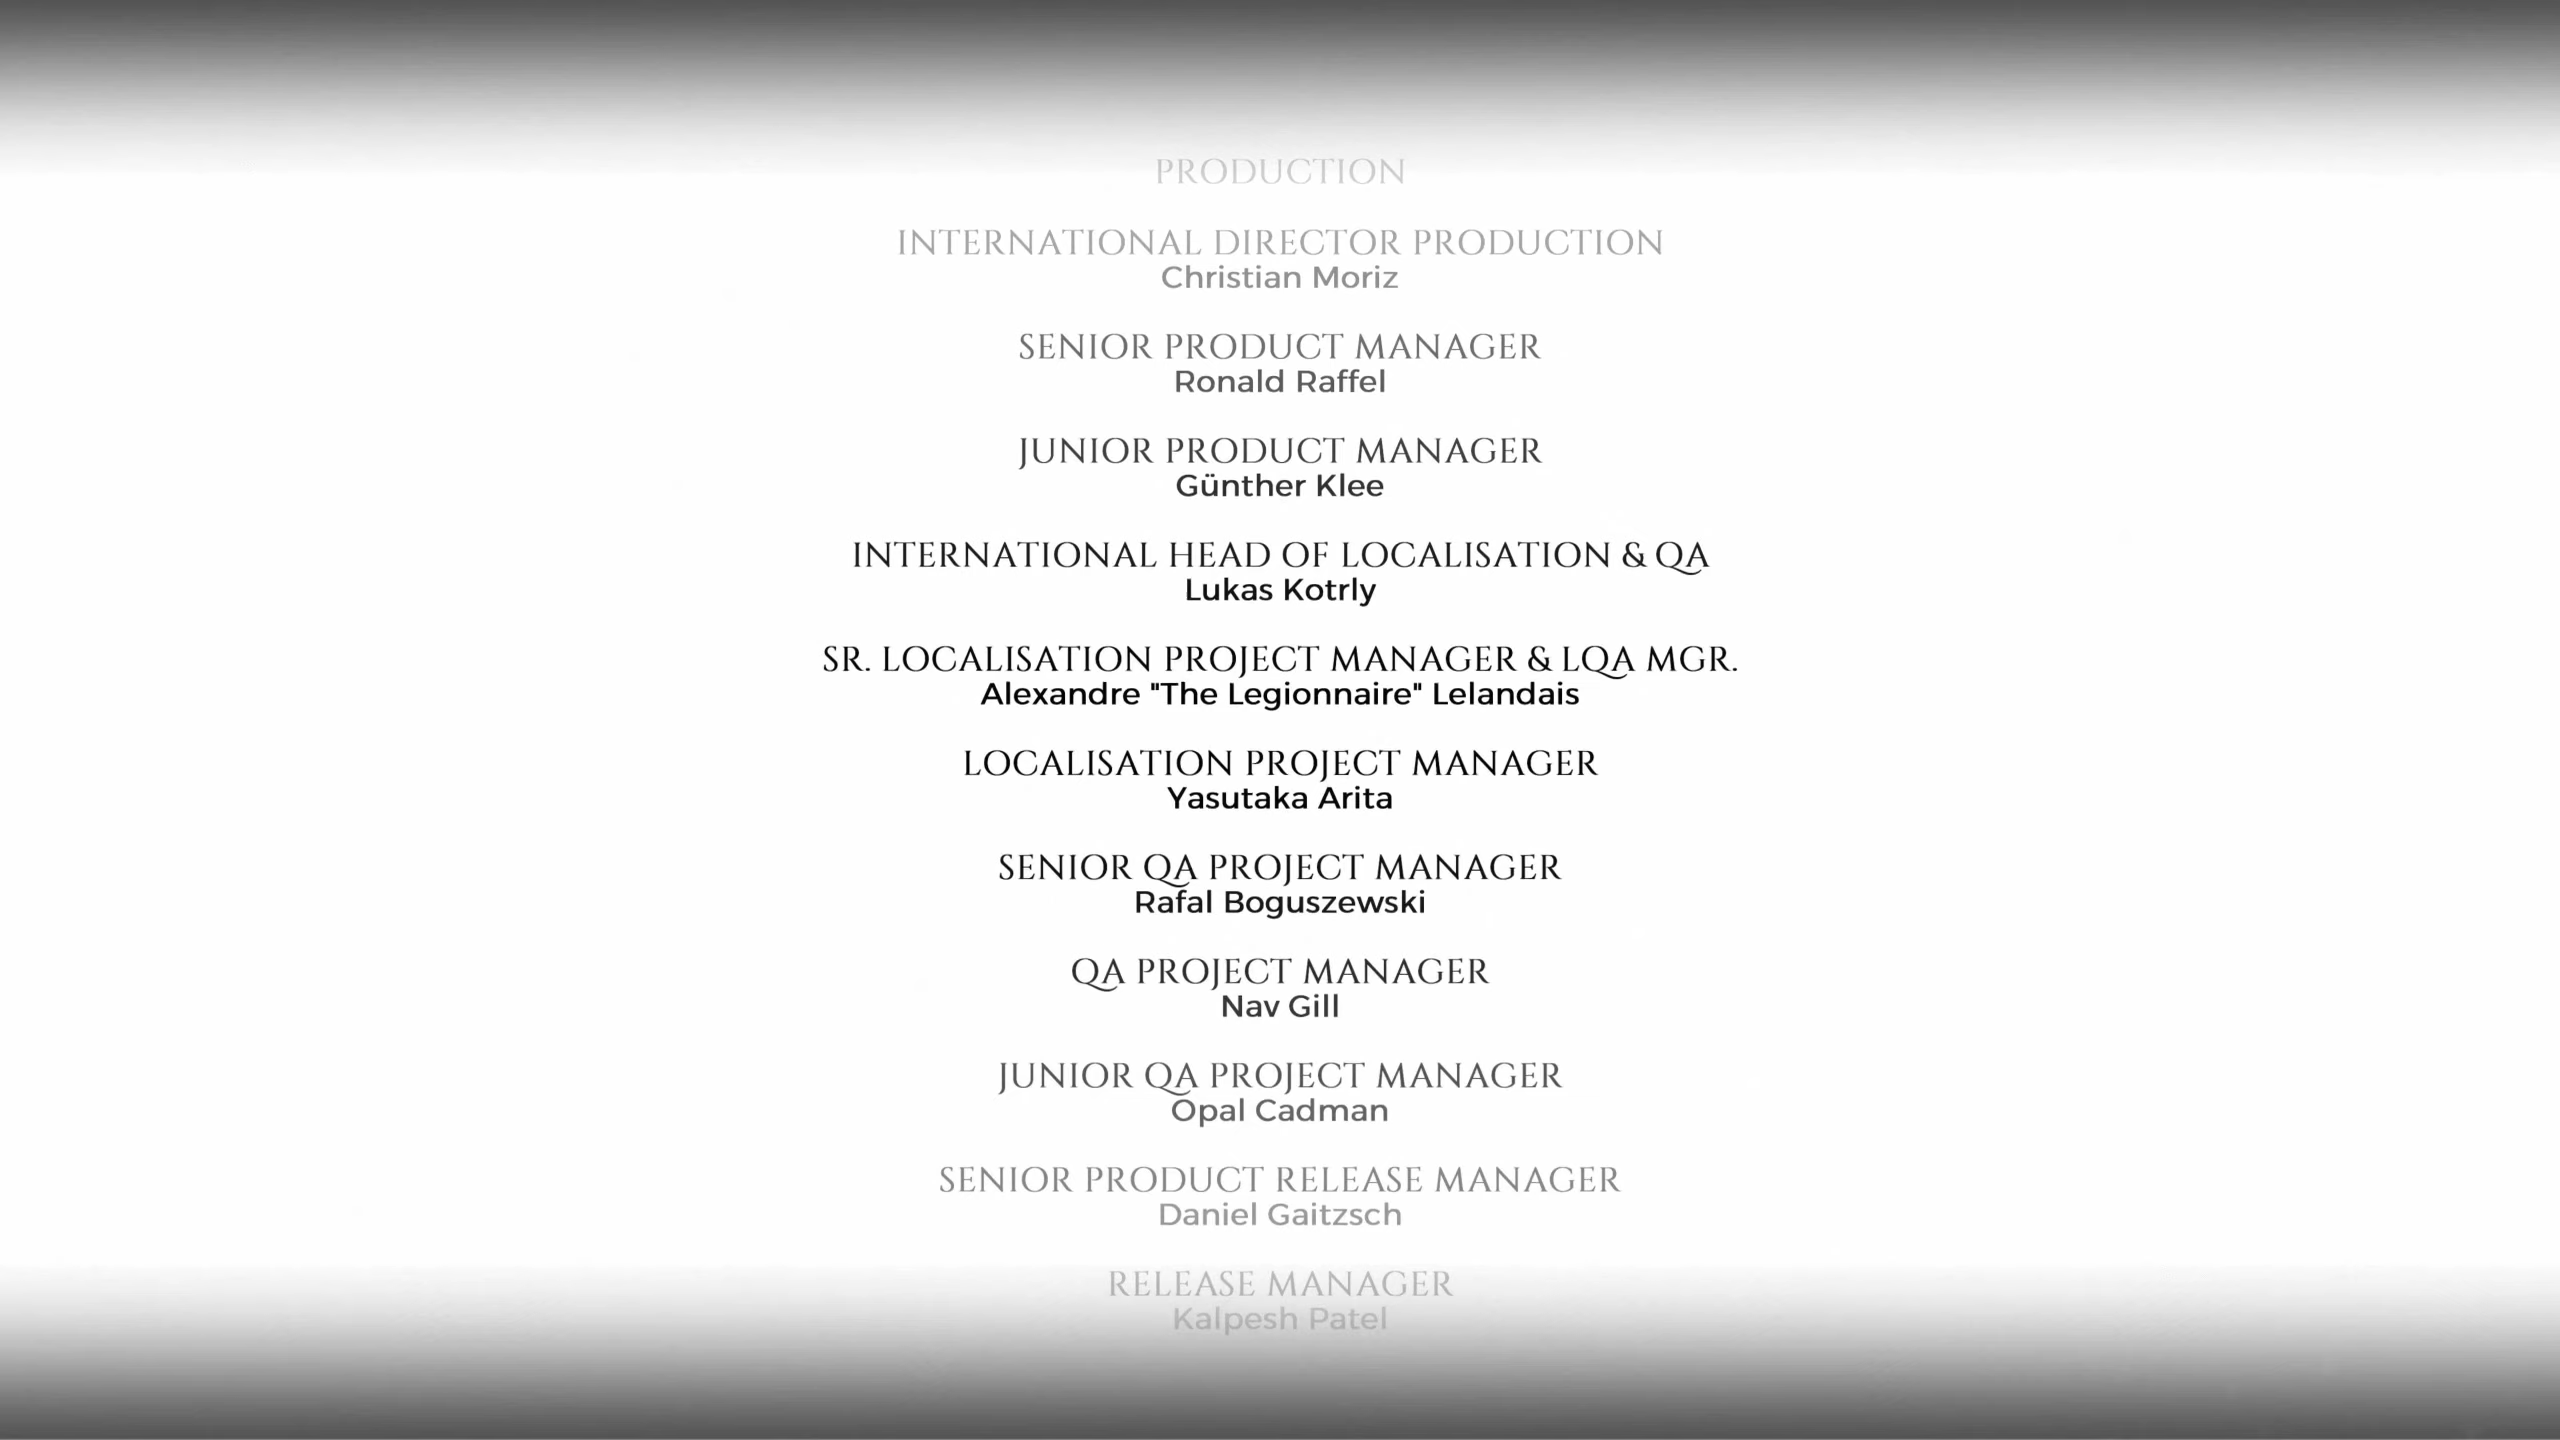 PRODUCTION
INTERNATIONAL DIRECTOR PRODUCTION
Christian Moriz
SENIOR PRODUCT MANAGER
Ronald Raffel
JUNIOR PRODUCT MANAGER
Günther Klee
INTERNATIONAL HEAD OF LOCALISATION & QA
Lukas Kotrly
SR. LOCALISATION PROJECT MANAGER & LQA MGR.
Alexandre "The Legionnaire" Lelandais
LOCALISATION PROJECT MANAGER
Yasutaka Arita
SENIOR QA PROJECT MANAGER
Rafal Boguszewski
QA PROJECT MANAGER
Nav Gill
JUNIOR QA PROJECT MANAGER
Opal Cadman
SENIOR PRODUCT RELEASE MANAGER
Daniel Gaitzsch
RELEASE MANAGER
Kalpesh Patel